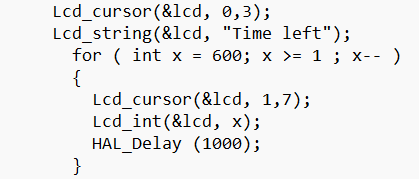 Lcd_cursor(&lcd, 0,3);
Lcd_string(&lcd, "Time left");
for ( int x = 600; x >= 1 ; x-- )
{
Lcd_cursor(&lcd, 1,7);
Lcd_int(&lcd, x);
HAL_Delay (1000);
}